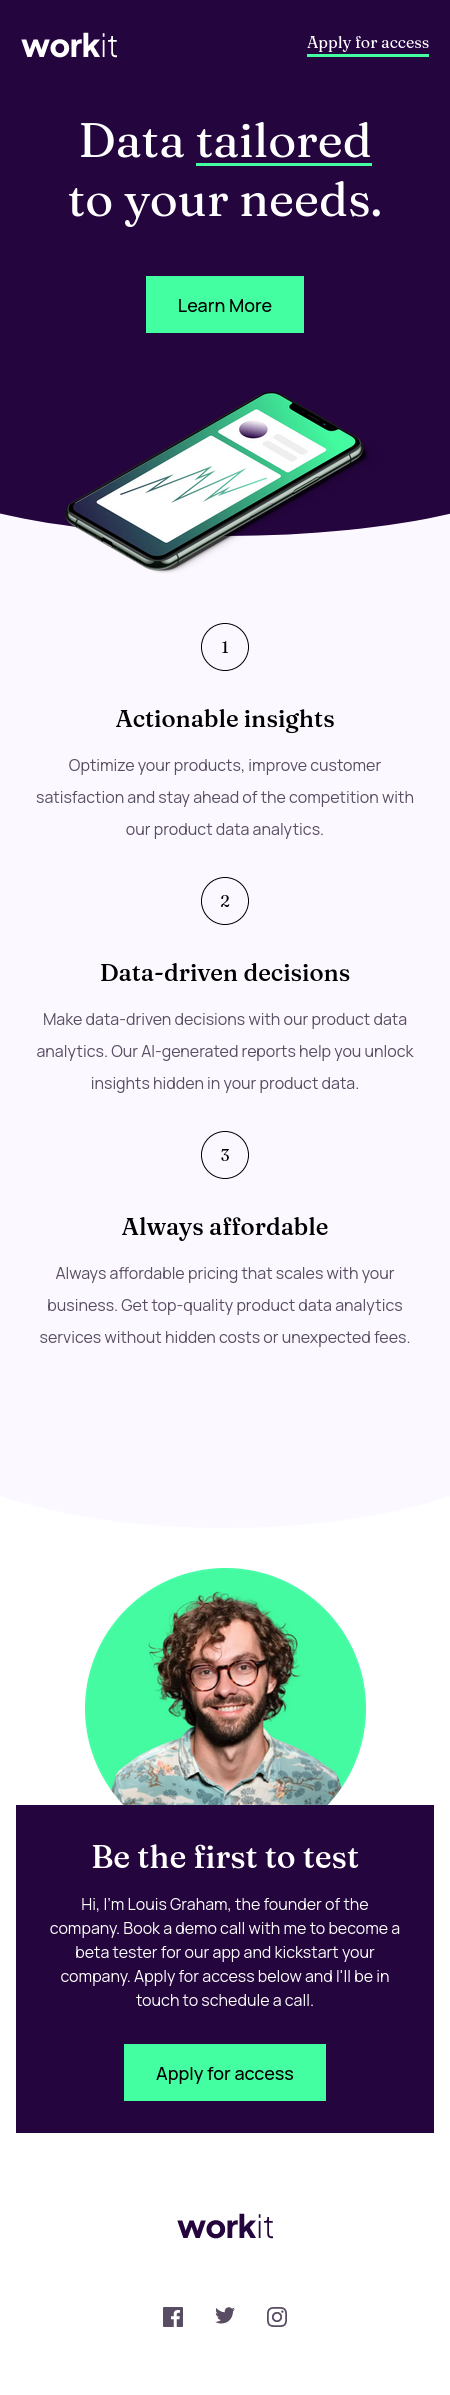 workit
Apply for access
Data tailored
to your needs.
Learn More
1
Actionable insights
Optimize your products, improve customer
satisfaction and stay ahead of the competition with
our product data analytics.
2
Data-driven decisions
Make data-driven decisions with our product data
analytics. Our AI-generated reports help you unlock
insights hidden in your product data.
3
Always affordable
Always affordable pricing that scales with your
business. Get top-quality product data analytics
services without hidden costs or unexpected fees.
Be the first to test
Hi, I'm Louis Graham, the founder of the
company. Book a demo call with me to become a
beta tester for our app and kickstart your
company. Apply for access below and I'll be in
touch to schedule a call.
Apply for access
workit